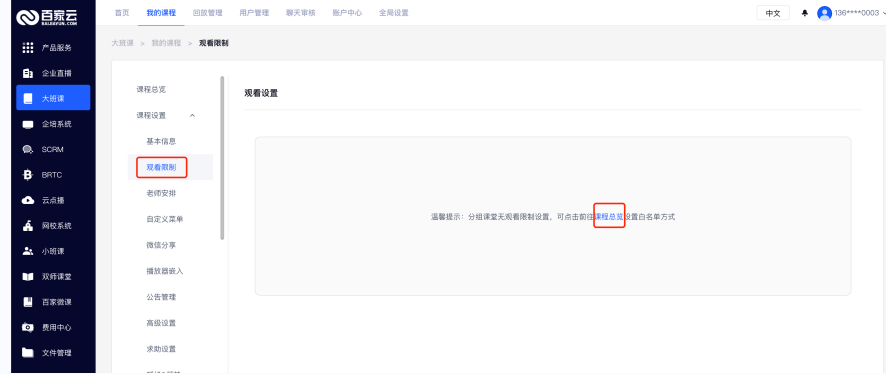 百家云
BAIJIAYUN.COM
首页 我的课程 回放管理 用户管理 聊天审核 账户中心 全局设置
中文 136****0003
产品服务
企业直播
大班课
企培系统
SCRM
BRTC
云点播
网校系统
小班课
双师课堂
百家微课
费用中心
文件管理
大班课 > 我的课程 > 观看限制
课程总览
课程设置
基本信息
观看限制
老师安排
自定义菜单
微信分享
播放器嵌入
公告管理
高级设置
求助设置
观看设置
温馨提示：分组课堂无观看限制设置，可点击前往课程总览设置白名单方式